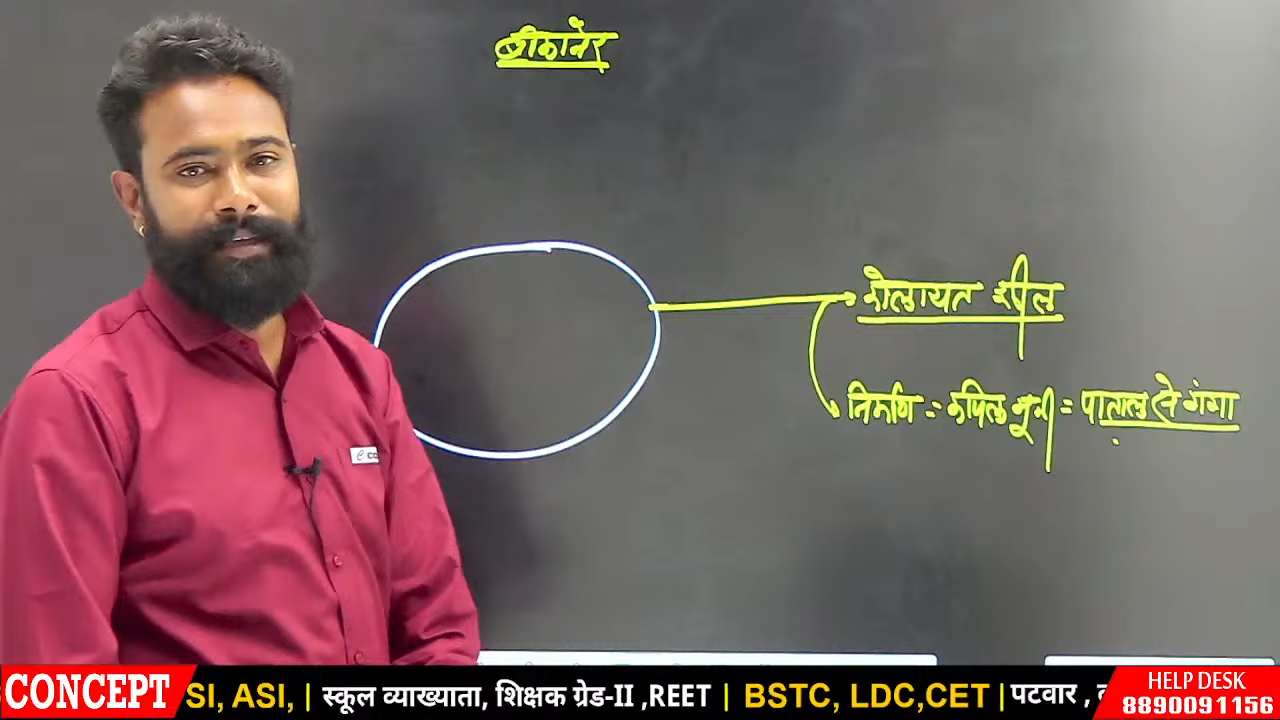 बीकानेर
कोलायत झील
निर्माण = कपिल मूनी = पाताल से गंगा
CONCEPT SI, ASI, | स्कूल व्याख्याता, शिक्षक ग्रेड-II ,REET | BSTC, LDC,CET | पटवार ,
HELP DESK
8890091156